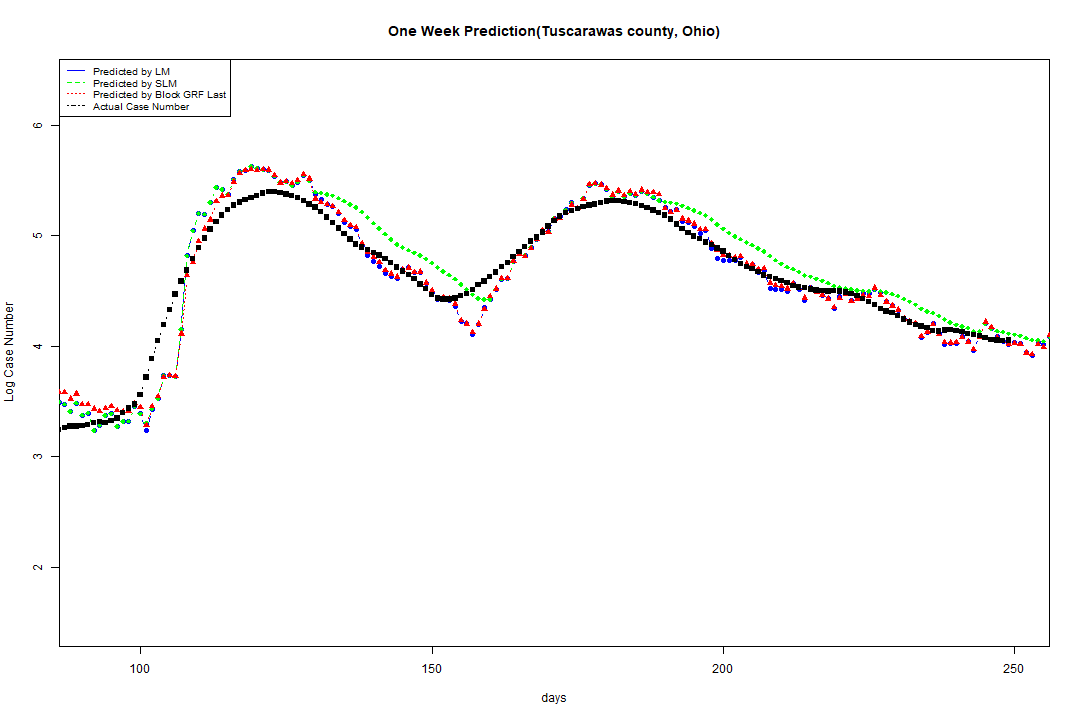 One Week Prediction(Tuscarawas county, Ohio)
Predicted by LM
Predicted by SLM
Predicted by Block GRF Last
Actual Case Number
6
5
4
3
2
Log Case Number
100 150 200 250
days